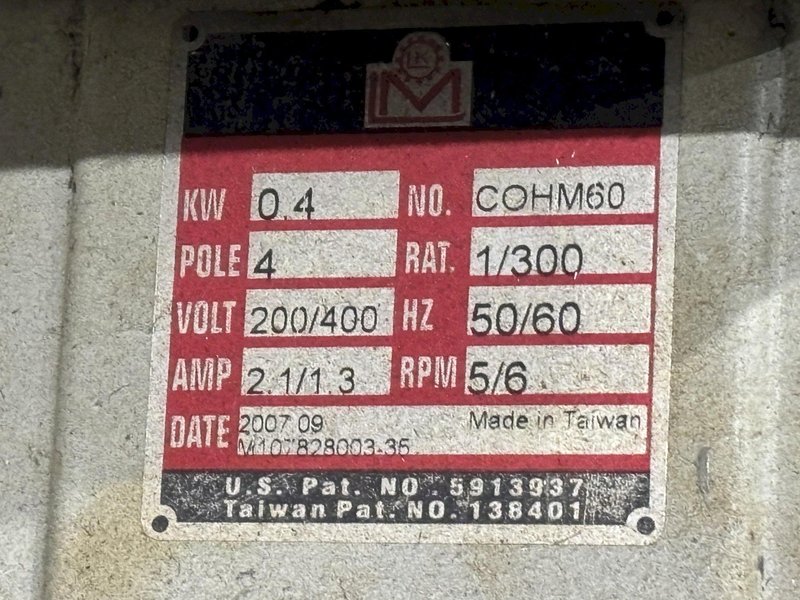 LK
LM
KW 0.4 NO. COHM60
POLE 4 RAT. 1/300
VOLT 200/400 HZ 50/60
AMP 2.1/1.3 RPM 5/6
DATE 2007.09 Made in Taiwan
M107828003-35
U.S. Pat. NO. 5913937
Taiwan Pat. NO. 138401